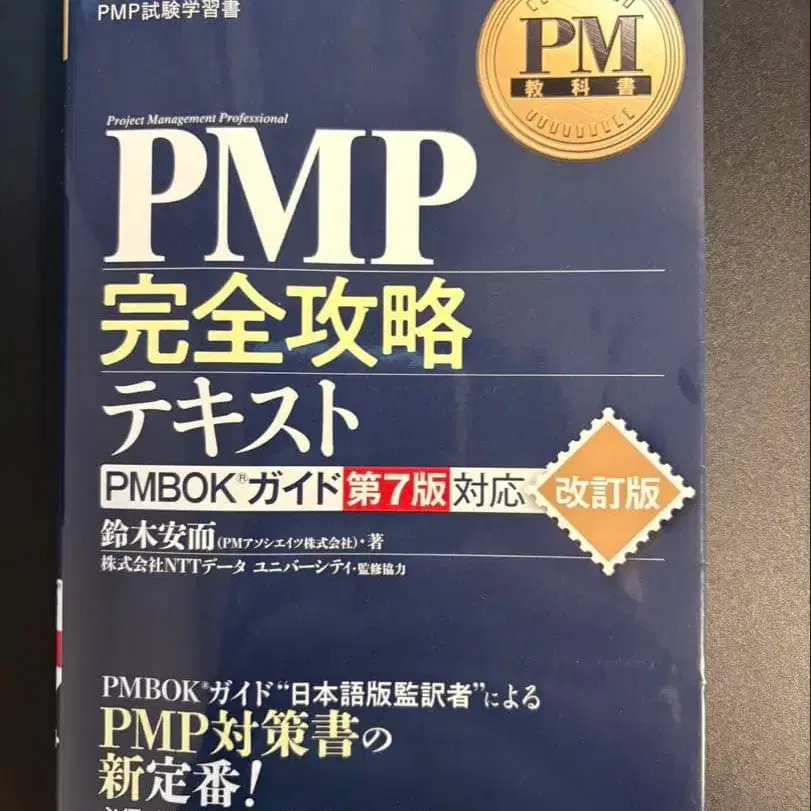 PMP試験学習書
PM
教科書
Project Management Professional
PMP
完全攻略
テキスト
PMBOK®ガイド 第7版 対応
改訂版
鈴木安而(PMアソシエイツ株式会社)・著
株式会社NTTデータ ユニバーシティ・監修協力
PMBOK®ガイド“日本語版監訳者”による
PMP対策書の
新定番!